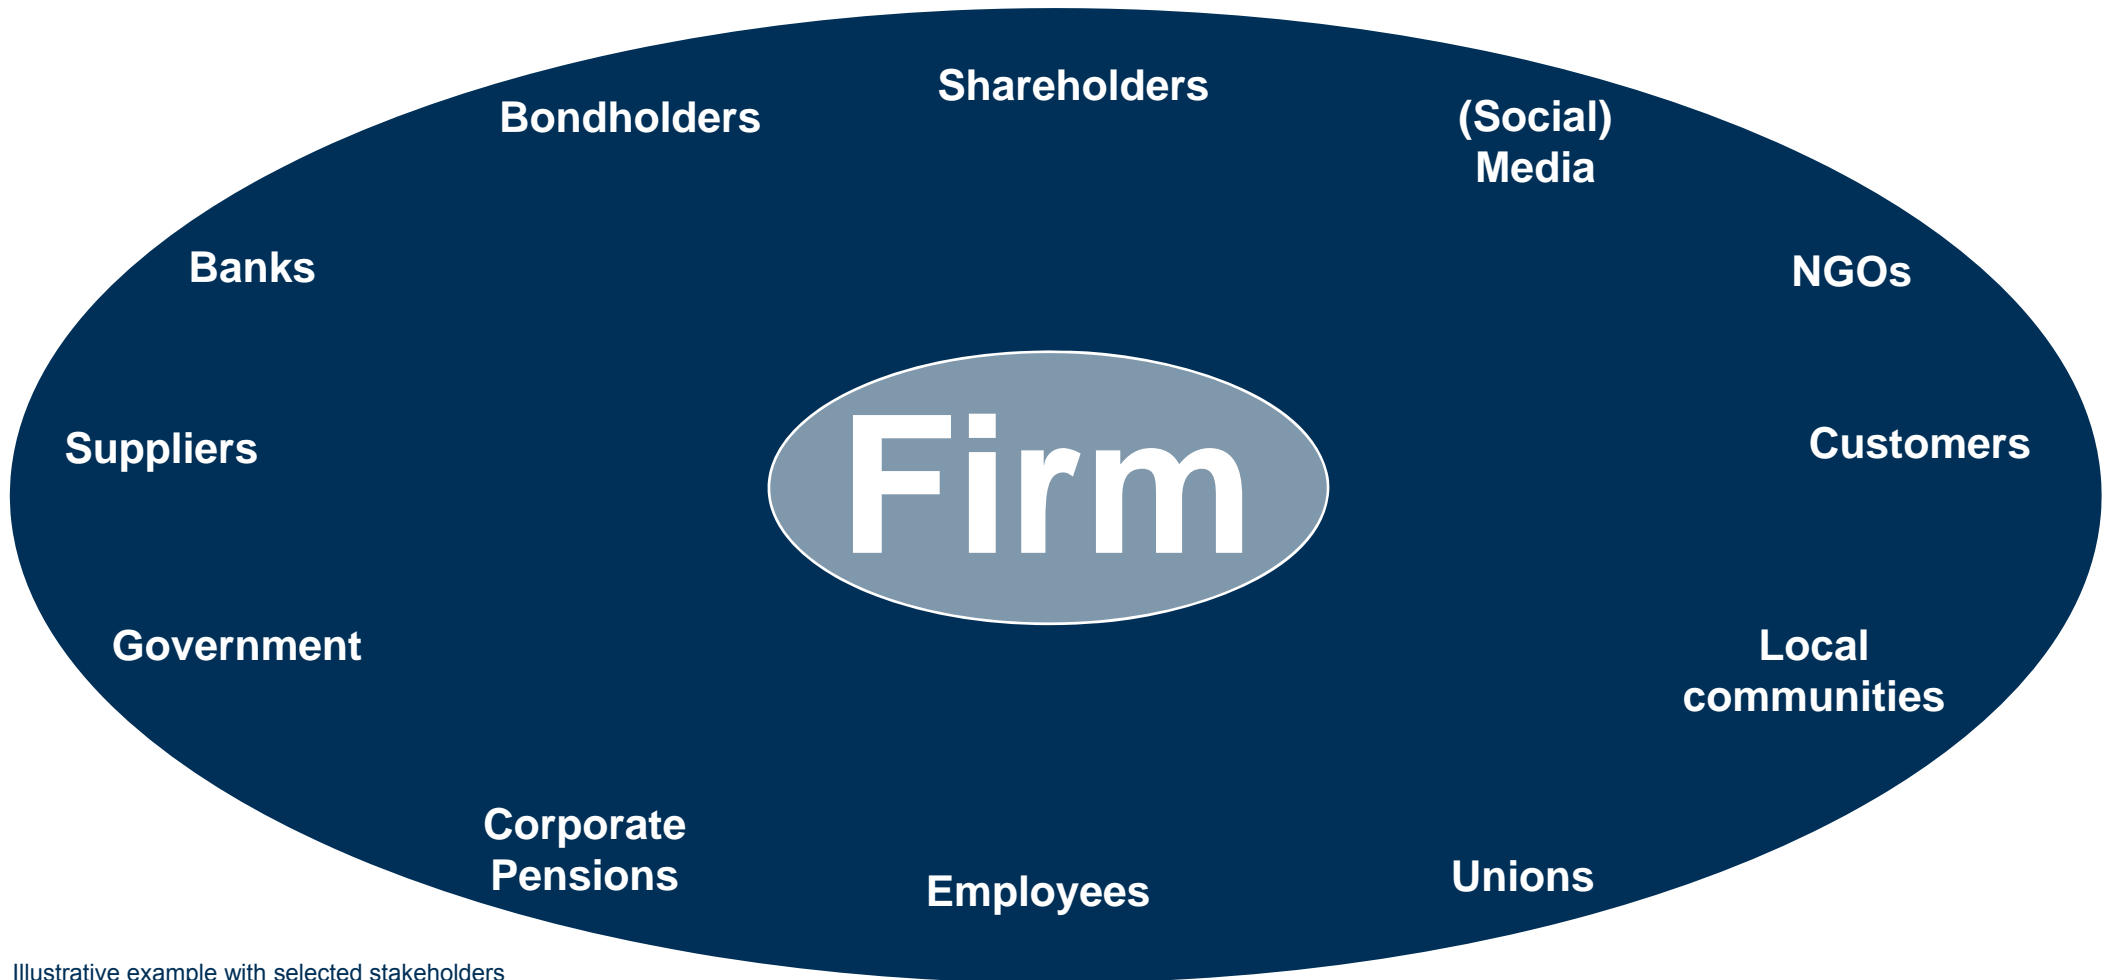 Shareholders
Bondholders
(Social)
Media
Banks
NGOs
Firm
Suppliers
Customers
Government
Local
communities
Corporate
Pensions
Employees
Unions
Illustrative example with selected stakeholders